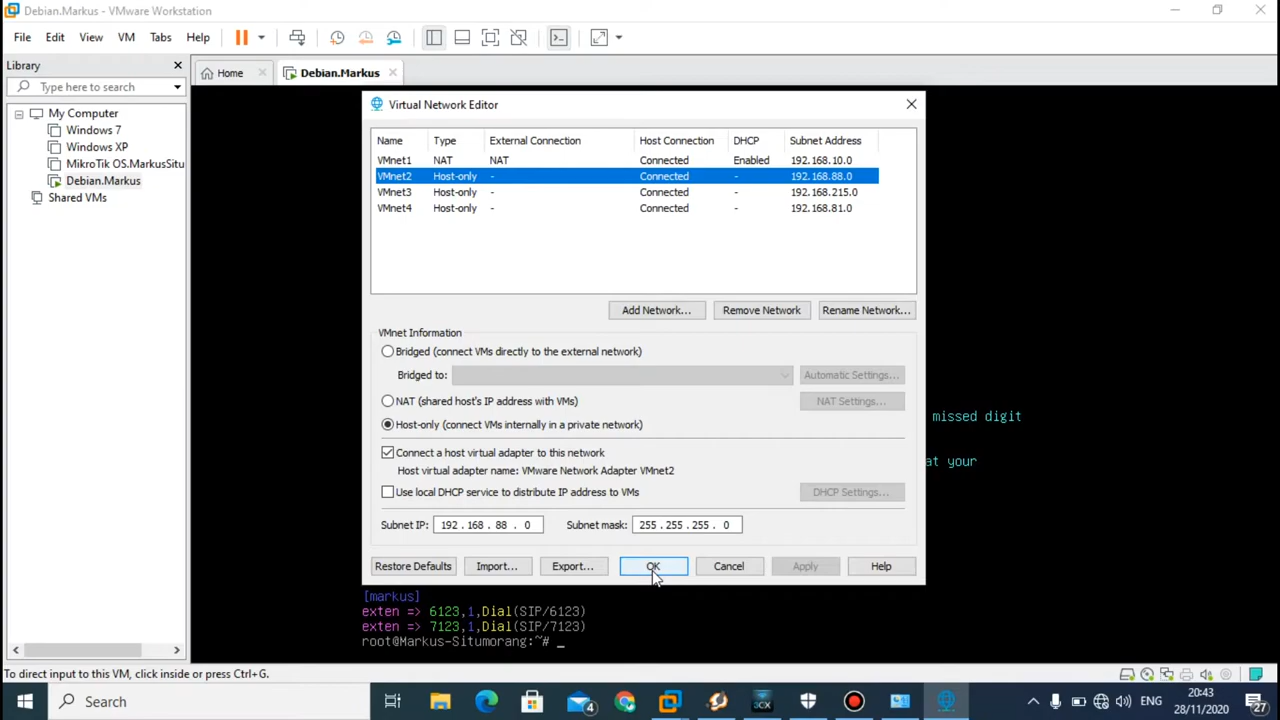 Debian.Markus - VMware Workstation
File Edit View VM Tabs Help
Library
Home
Debian.Markus
Type here to search
My Computer
Windows 7
Windows XP
MikroTik OS.MarkusSitu
Debian.Markus
Shared VMs
Virtual Network Editor
Name Type External Connection Host Connection DHCP Subnet Address
VMnet1 NAT NAT Connected Enabled 192.168.10.0
VMnet2 Host-only - Connected - 192.168.88.0
VMnet3 Host-only - Connected - 192.168.215.0
VMnet4 Host-only - Connected - 192.168.81.0
Add Network... Remove Network Rename Network...
VMnet Information
Bridged (connect VMs directly to the external network)
Bridged to: Automatic Settings...
NAT (shared host's IP address with VMs) NAT Settings...
Host-only (connect VMs internally in a private network)
missed digit
Connect a host virtual adapter to this network
at your
Host virtual adapter name: VMware Network Adapter VMnet2
Use local DHCP service to distribute IP address to VMs DHCP Settings...
Subnet IP: 192 . 168 . 88 . 0 Subnet mask: 255 . 255 . 255 . 0
Restore Defaults Import... Export... OK Cancel Apply Help
[markus]
exten => 6123,1,Dial(SIP/6123)
exten => 7123,1,Dial(SIP/7123)
root@Markus-Situmorang:~# _
To direct input to this VM, click inside or press Ctrl+G.
Type here to search
4
3CX
ENG
20:43
28/11/2020
27